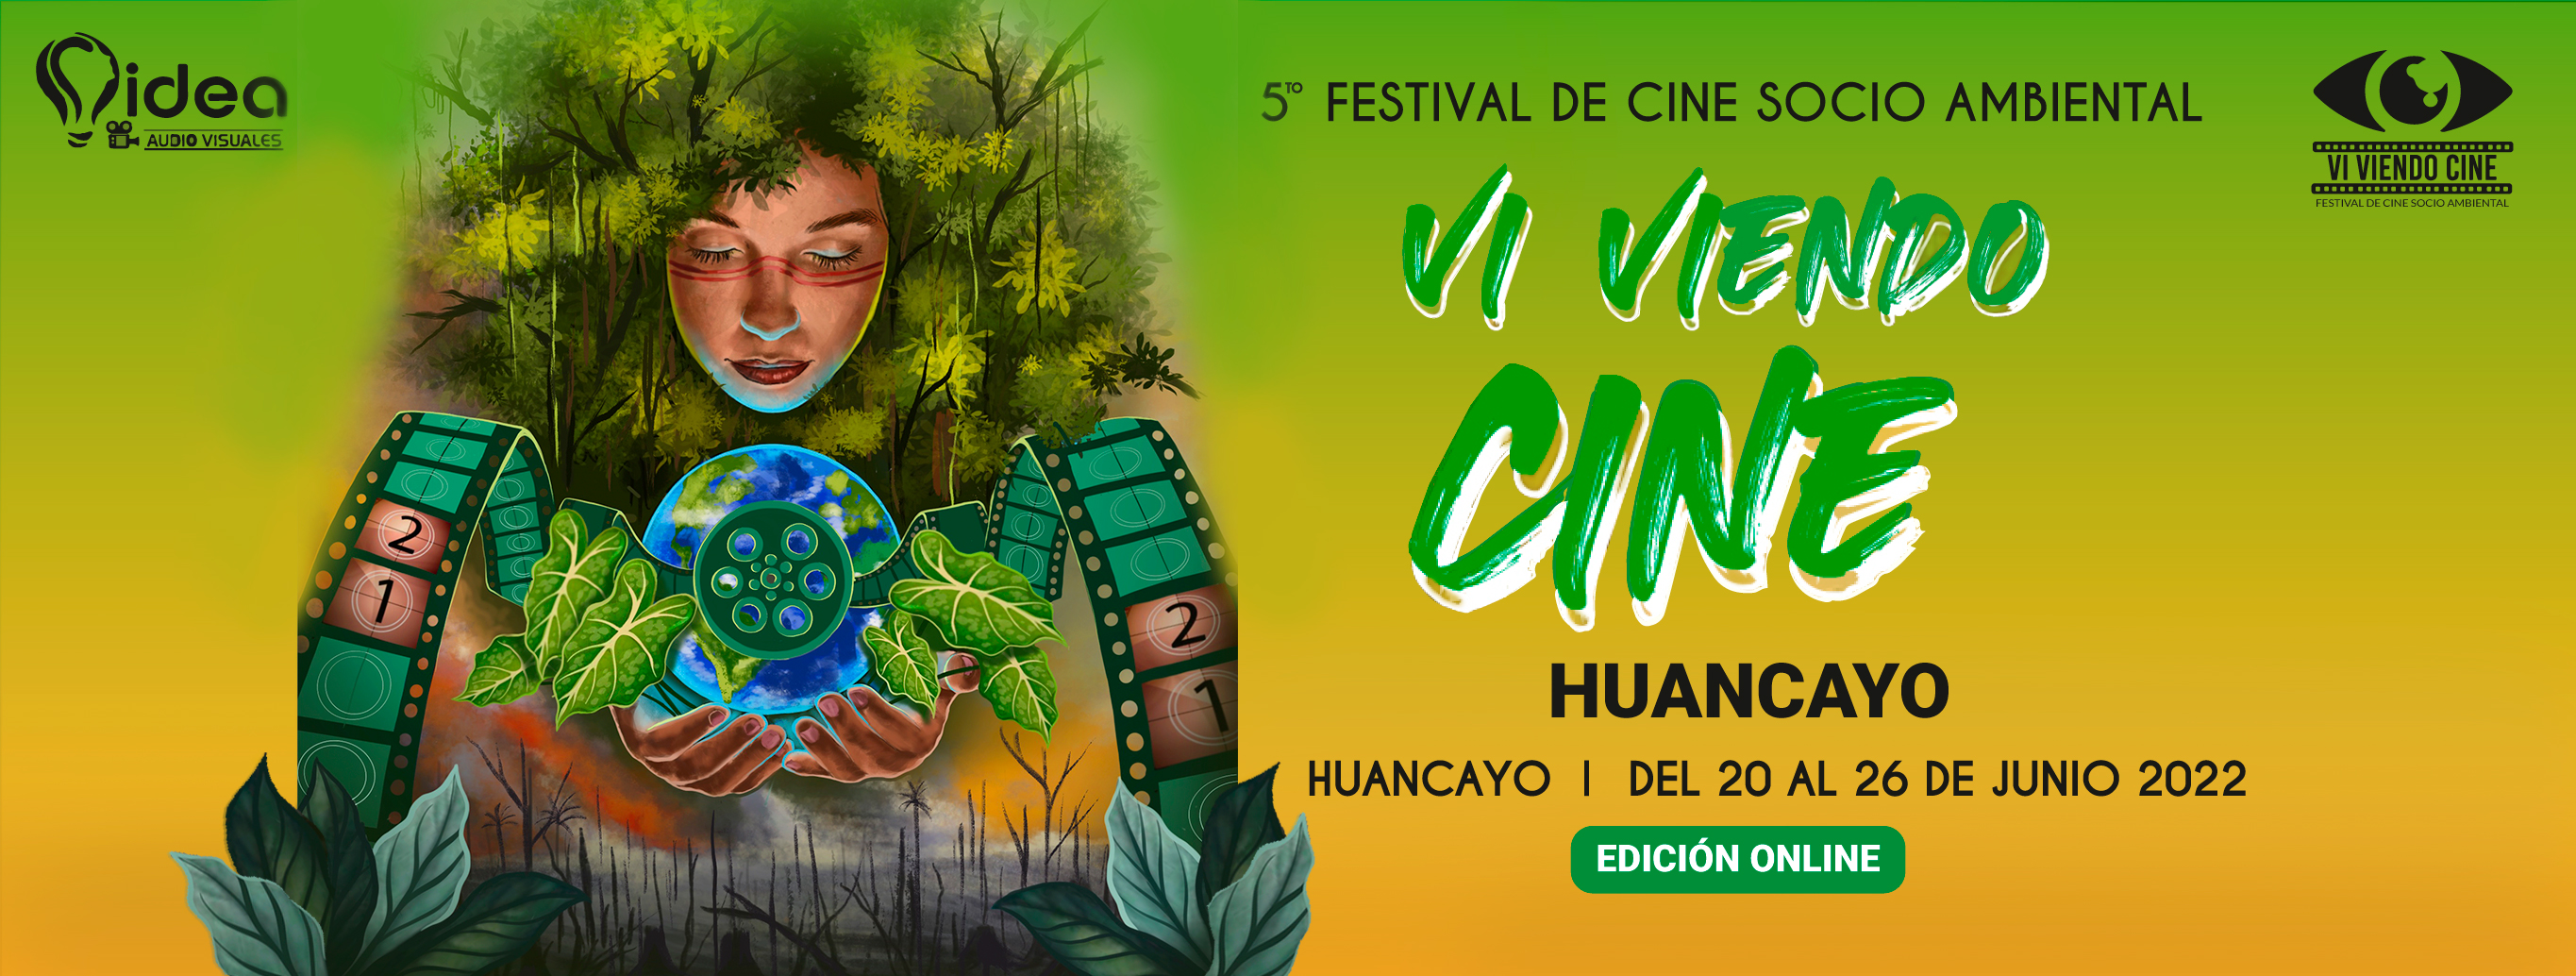 idea
AUDIO VISUALES
5TO FESTIVAL DE CINE SOCIO AMBIENTAL
VI VIENDO
CINE
HUANCAYO
HUANCAYO | DEL 20 AL 26 DE JUNIO 2022
EDICIÓN ONLINE
VI VIENDO CINE
FESTIVAL DE CINE SOCIO AMBIENTAL
2
1
2
1